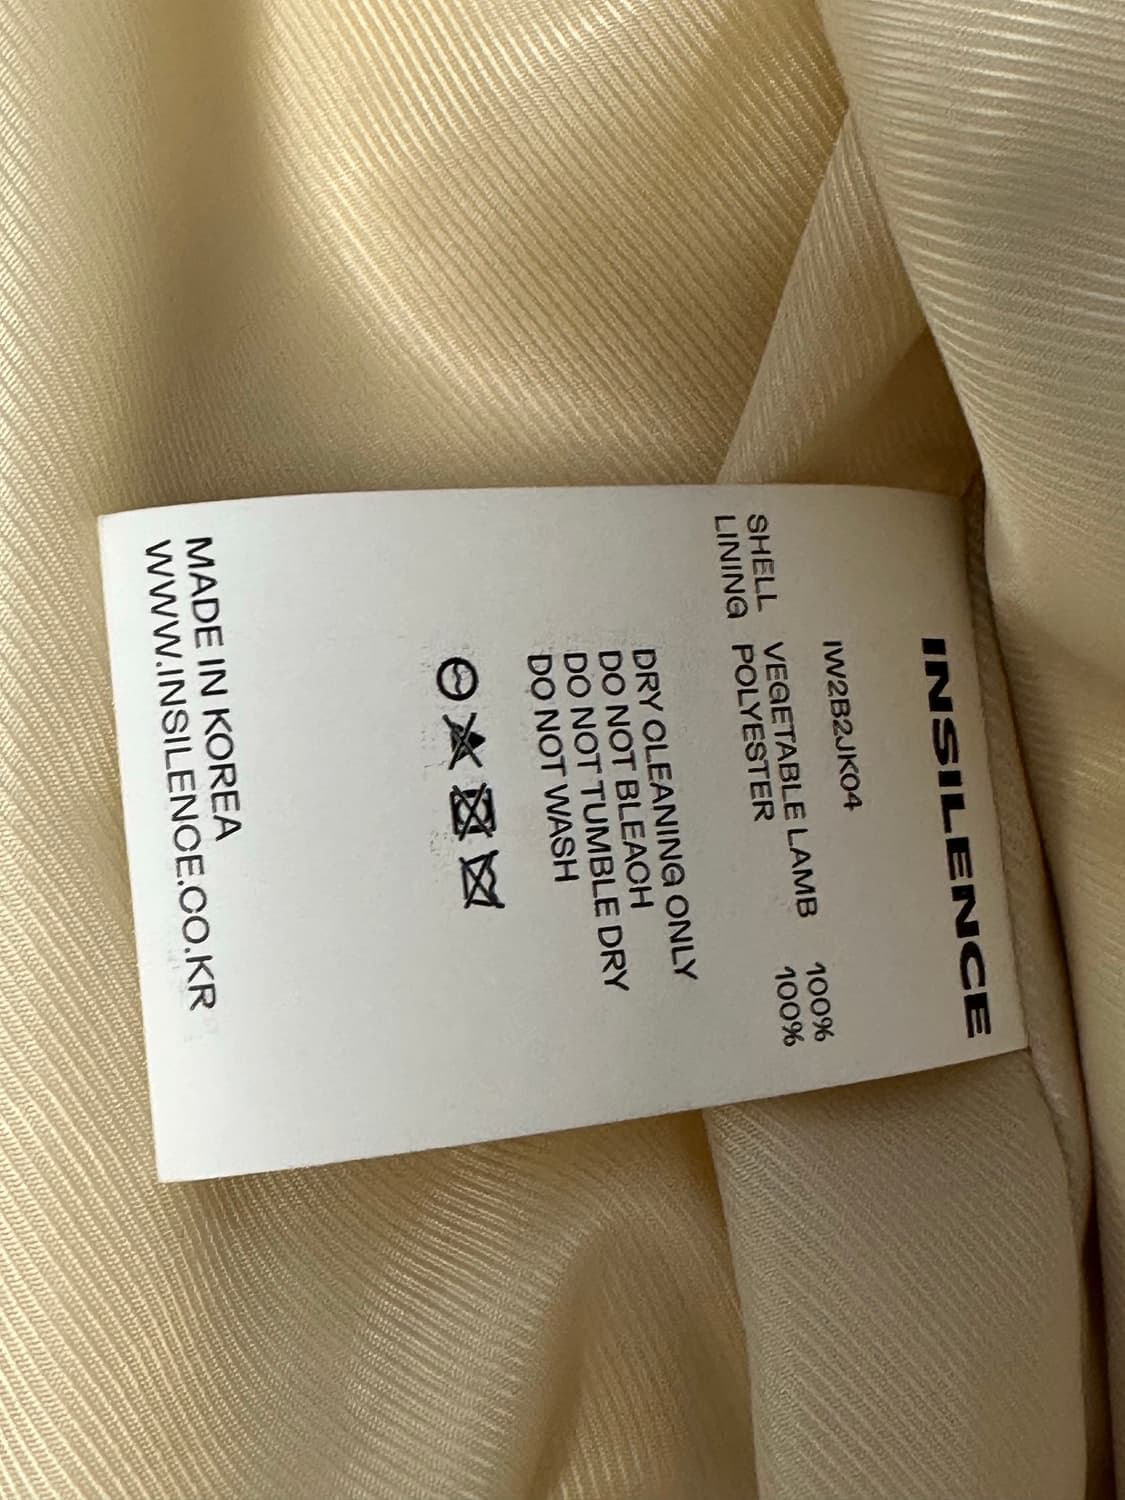 INSILENCE
IW2B2JK04
SHELL VEGETABLE LAMB 100%
LINING POLYESTER 100%
DRY CLEANING ONLY
DO NOT BLEACH
DO NOT TUMBLE DRY
DO NOT WASH
MADE IN KOREA
WWW.INSILENCE.CO.KR